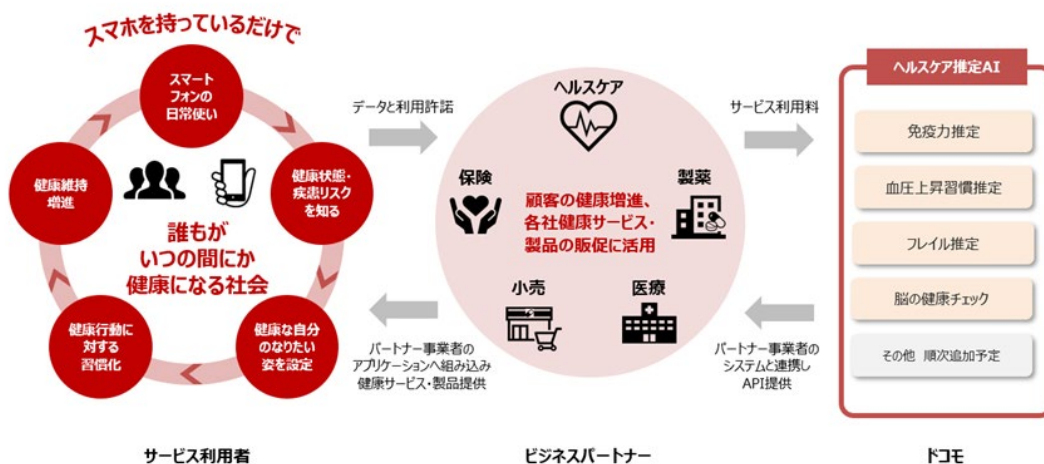 スマホを持っているだけで
スマート
フォンの
日常使い
健康状態・
疾患リスク
を知る
健康な自分
のなりたい
姿を設定
健康行動に
対する
習慣化
健康維持
増進
誰もが
いつの間にか
健康になる社会
サービス利用者
データと利用許諾
パートナー事業者の
アプリケーションへ組み込み
健康サービス・製品提供
ヘルスケア
保険
製薬
顧客の健康増進、
各社健康サービス・
製品の販促に活用
小売
医療
ビジネスパートナー
サービス利用料
パートナー事業者の
システムと連携し
API提供
ヘルスケア推定AI
免疫力推定
血圧上昇習慣推定
フレイル推定
脳の健康チェック
その他 順次追加予定
ドコモ